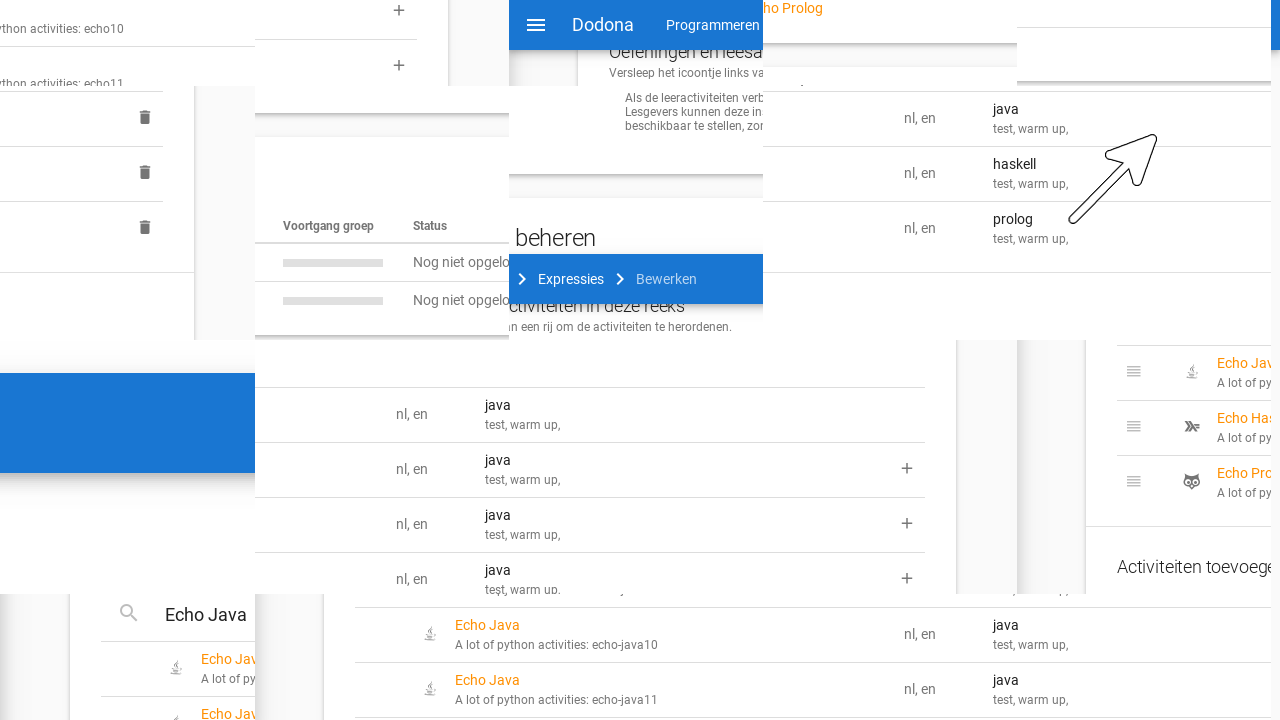 ython activities: echo10
ython activities: echo11
Dodona
Programmeren
ho Prolog
Oefeningen en leesa
Versleep het icoontje links va
Als de leeractiviteiten verb
Lesgevers kunnen deze in
beschikbaar te stellen, zor
nl, en
java
test, warm up,
nl, en
haskell
test, warm up,
nl, en
prolog
test, warm up,
Voortgang groep
Status
Nog niet opgelo
Nog niet opgelo
beheren
Expressies
Bewerken
ctiviteiten in deze reeks
an een rij om de activiteiten te herordenen.
nl, en
java
test, warm up,
nl, en
java
test, warm up,
nl, en
java
test, warm up,
nl, en
java
test, warm up,
Echo Jav
A lot of py
Echo Has
A lot of py
Echo Pro
A lot of py
Activiteiten toevoege
Echo Java
Echo Jav
A lot of py
Echo Jav
Echo Java
A lot of python activities: echo-java10
nl, en
java
test, warm up,
Echo Java
A lot of python activities: echo-java11
nl, en
java
test, warm up,